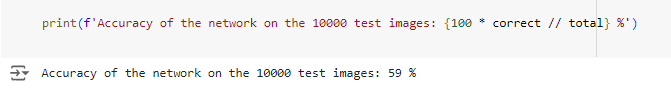 print(f'Accuracy of the network on the 10000 test images: {100 * correct // total} %')
Accuracy of the network on the 10000 test images: 59 %